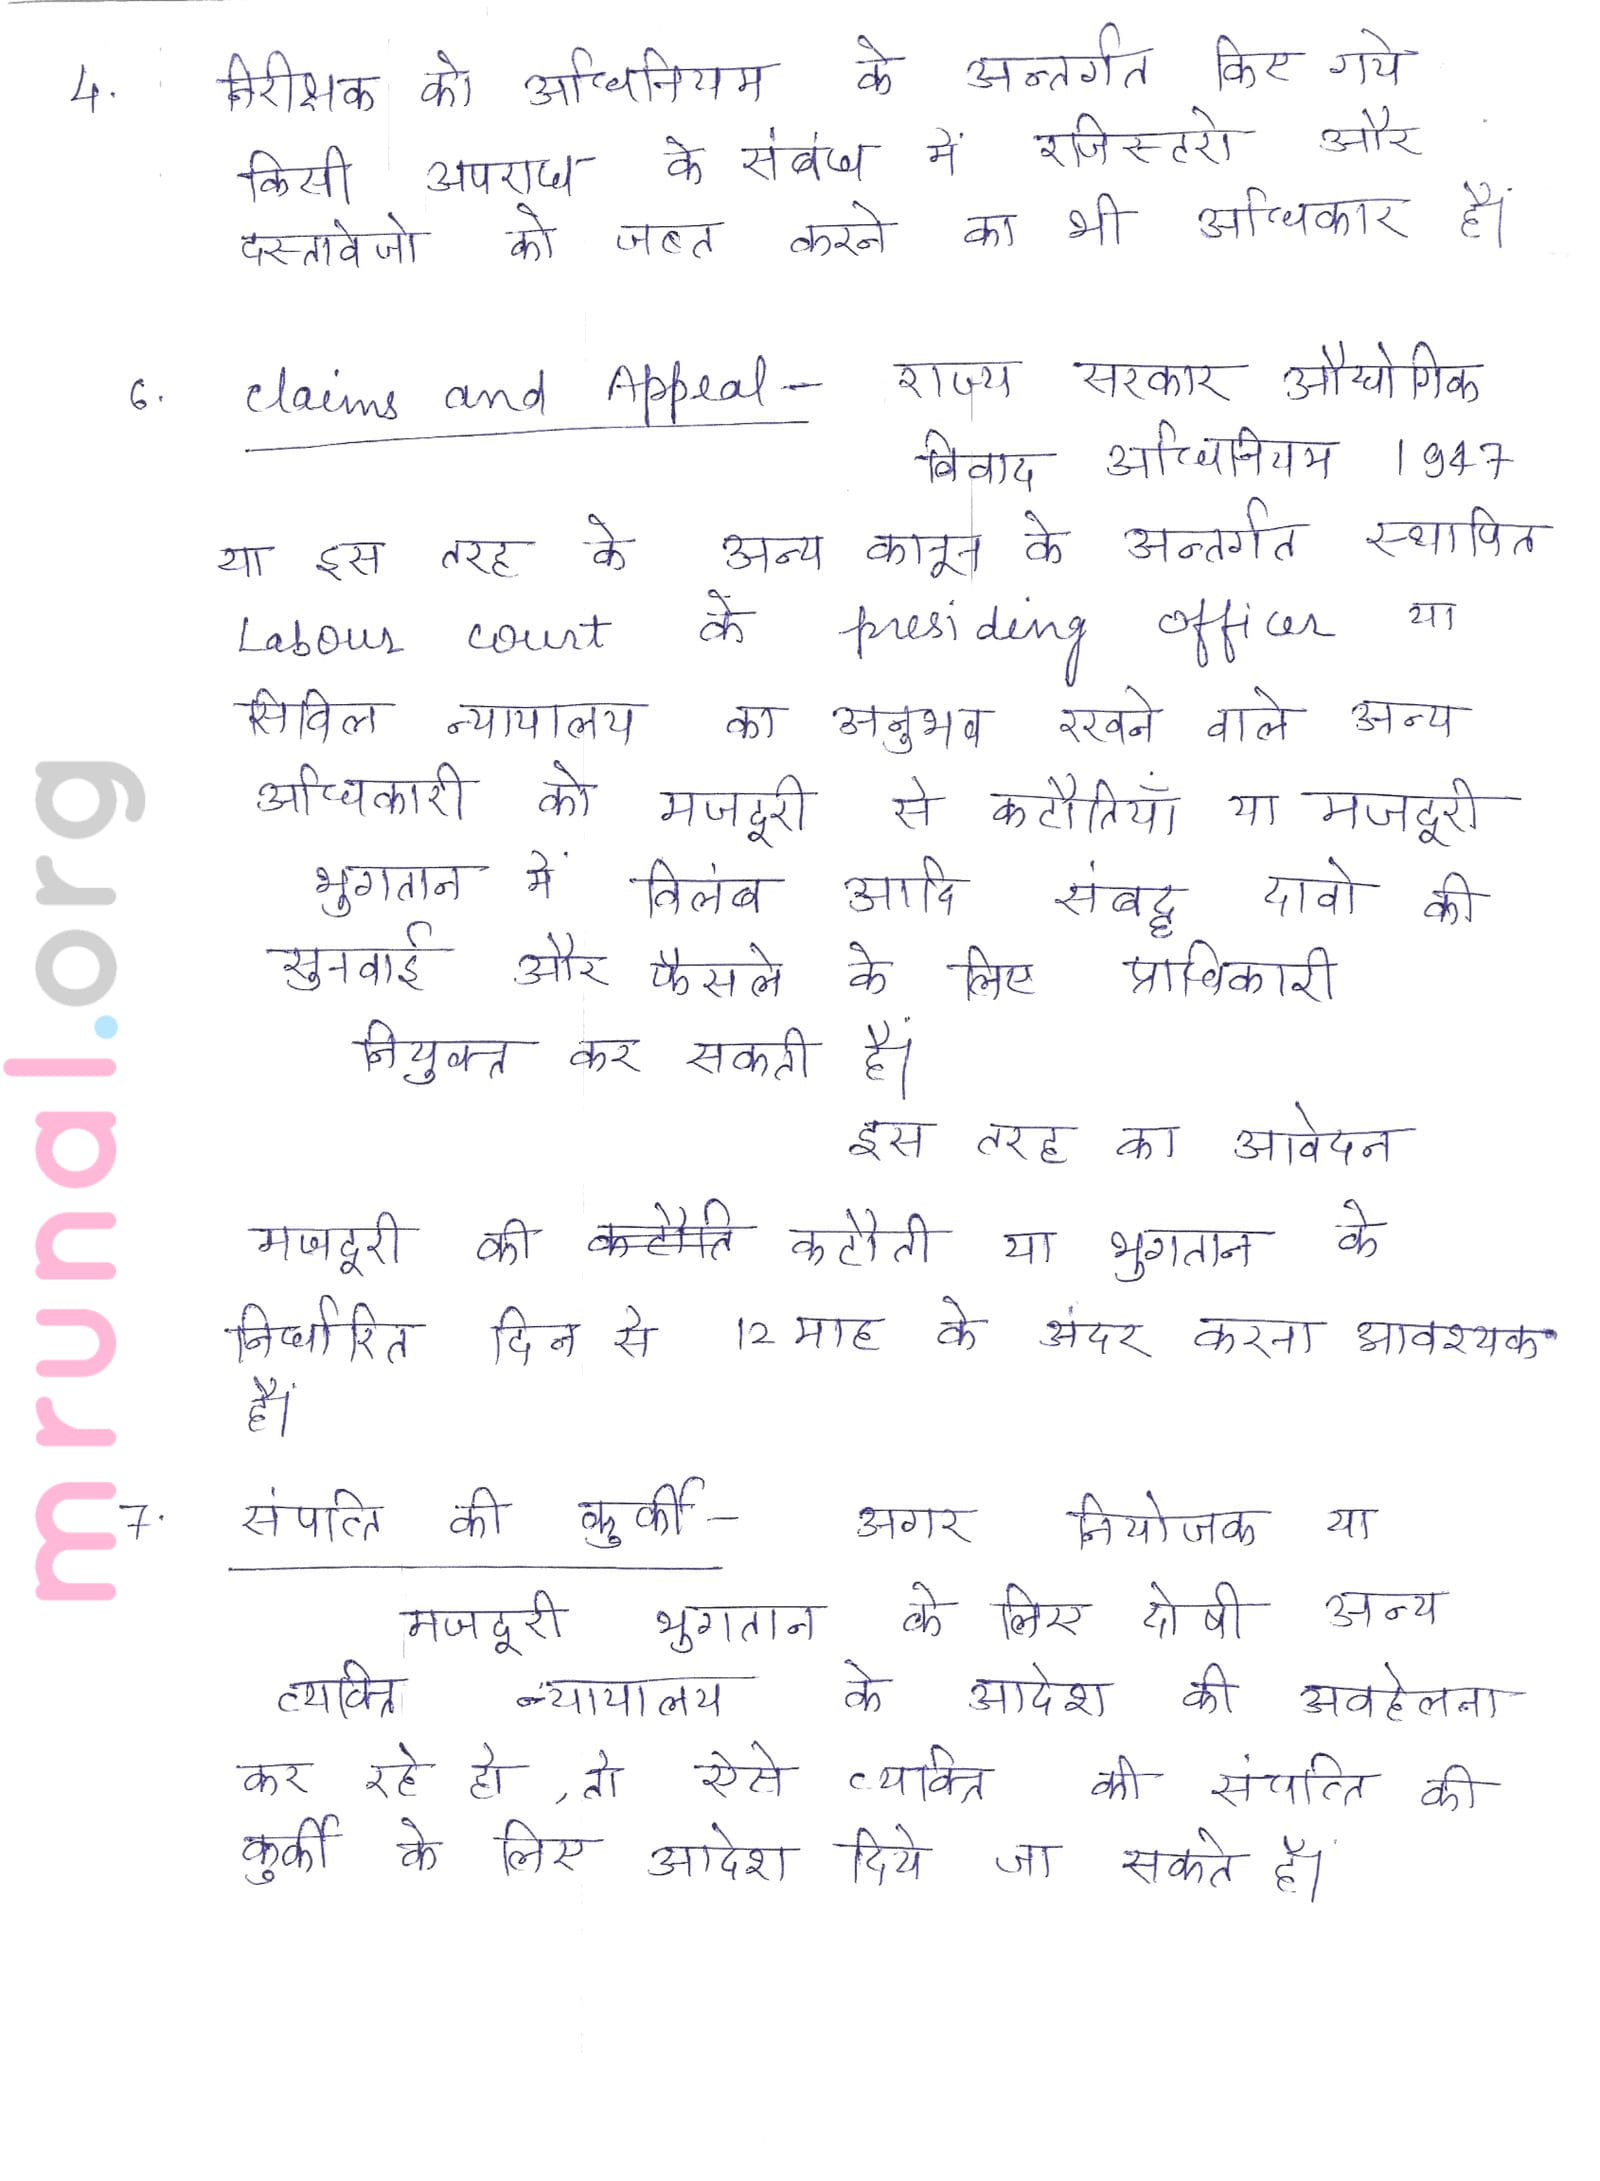 4. निरीक्षक को अधिनियम के अन्तर्गत किए गये
किसी अपराध के संबंध में रजिस्टरो और
दस्तावेजो को जब्त करने का भी अधिकार हैं।
6. Claims and Appeal – राज्य सरकार औद्योगिक
विवाद अधिनियम 1947
या इस तरह के अन्य कानून के अन्तर्गत स्थापित
Labour court के presiding officer या
सिविल न्यायालय का अनुभव रखने वाले अन्य
अधिकारी को मजदूरी से कटौतियाँ या मजदूरी
भुगतान में विलंब आदि संबद्ध दावो की
सुनवाई और फैसले के लिए प्राधिकारी
नियुक्त कर सकती हैं।
इस तरह का आवेदन
मजदूरी की कटौति कटौती या भुगतान के
निर्धारित दिन से 12 माह के अंदर करना आवश्यक
हैं।
7. संपत्ति की कुर्की – अगर नियोजक या
मजदूरी भुगतान के लिए दोषी अन्य
व्यक्ति न्यायालय के आदेश की अवहेलना
कर रहे हो, तो ऐसे व्यक्ति की संपत्ति की
कुर्की के लिए आदेश दिये जा सकते हैं।
mrunal.org